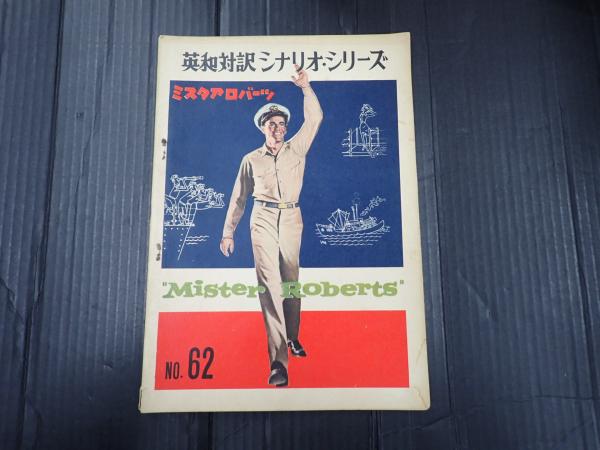 英和対訳シナリオ・シリーズ
ミスタアロバーツ
"Mister Roberts"
NO. 62